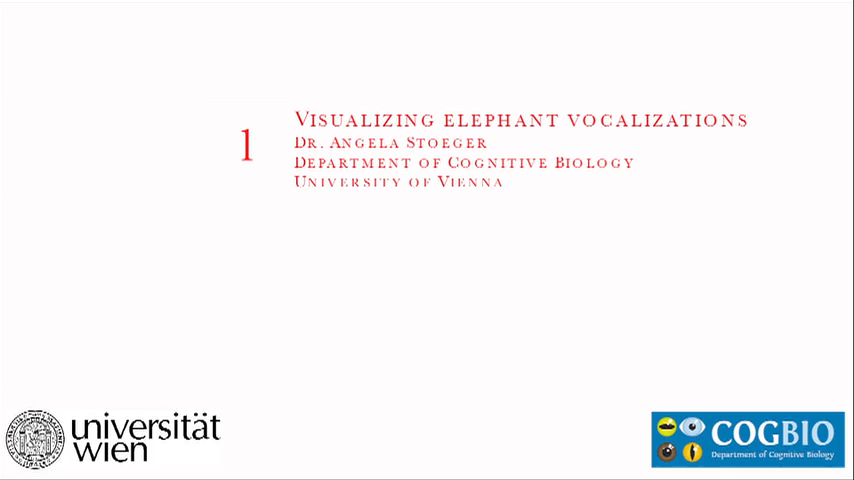 1
VISUALIZING ELEPHANT VOCALIZATIONS
DR. ANGELA STOEGER
DEPARTMENT OF COGNITIVE BIOLOGY
UNIVERSITY OF VIENNA
universität
wien
COGBIO
Department of Cognitive Biology